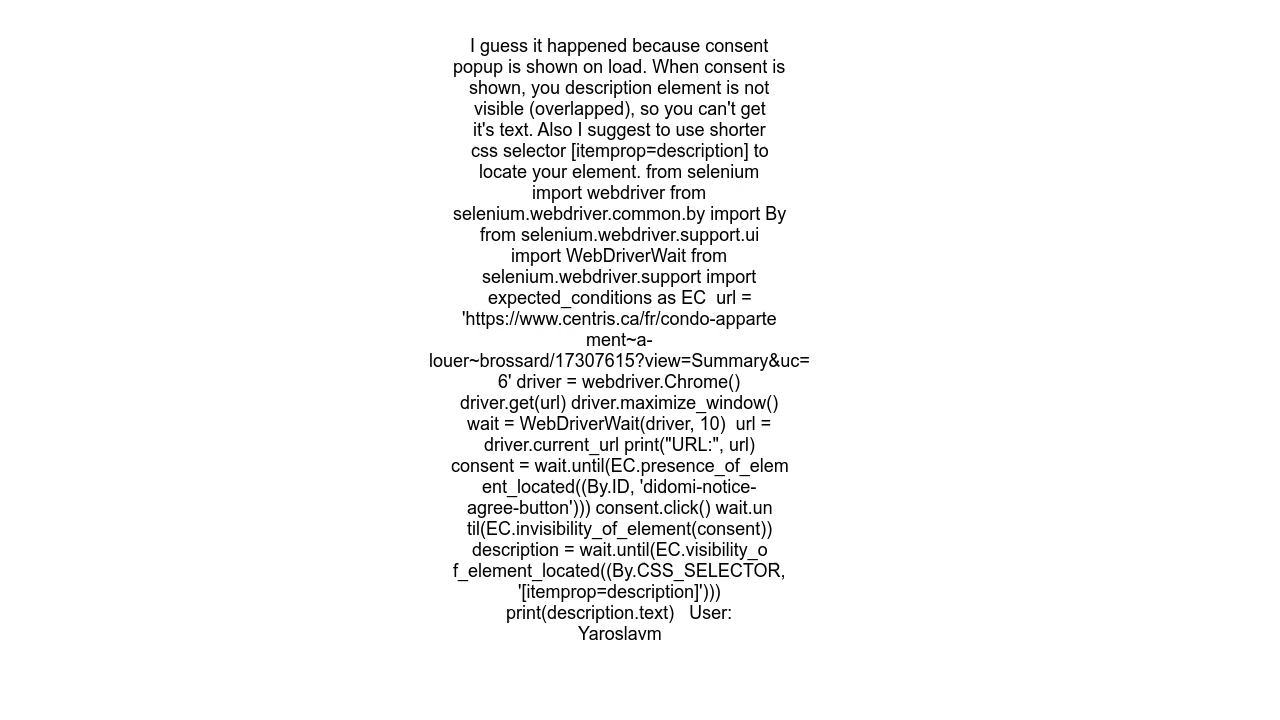 I guess it happened because consent
popup is shown on load. When consent is
shown, you description element is not
visible (overlapped), so you can't get
it's text. Also I suggest to use shorter
css selector [itemprop=description] to
locate your element. from selenium
import webdriver from
selenium.webdriver.common.by import By
from selenium.webdriver.support.ui
import WebDriverWait from
selenium.webdriver.support import
expected_conditions as EC  url =
'https://www.centris.ca/fr/condo-apparte
ment~a-
louer~brossard/17307615?view=Summary&uc=
6' driver = webdriver.Chrome()
driver.get(url) driver.maximize_window()
wait = WebDriverWait(driver, 10)  url =
driver.current_url print("URL:", url)
consent = wait.until(EC.presence_of_elem
ent_located((By.ID, 'didomi-notice-
agree-button'))) consent.click() wait.un
til(EC.invisibility_of_element(consent))
description = wait.until(EC.visibility_o
f_element_located((By.CSS_SELECTOR,
'[itemprop=description]')))
print(description.text)   User:
Yaroslavm